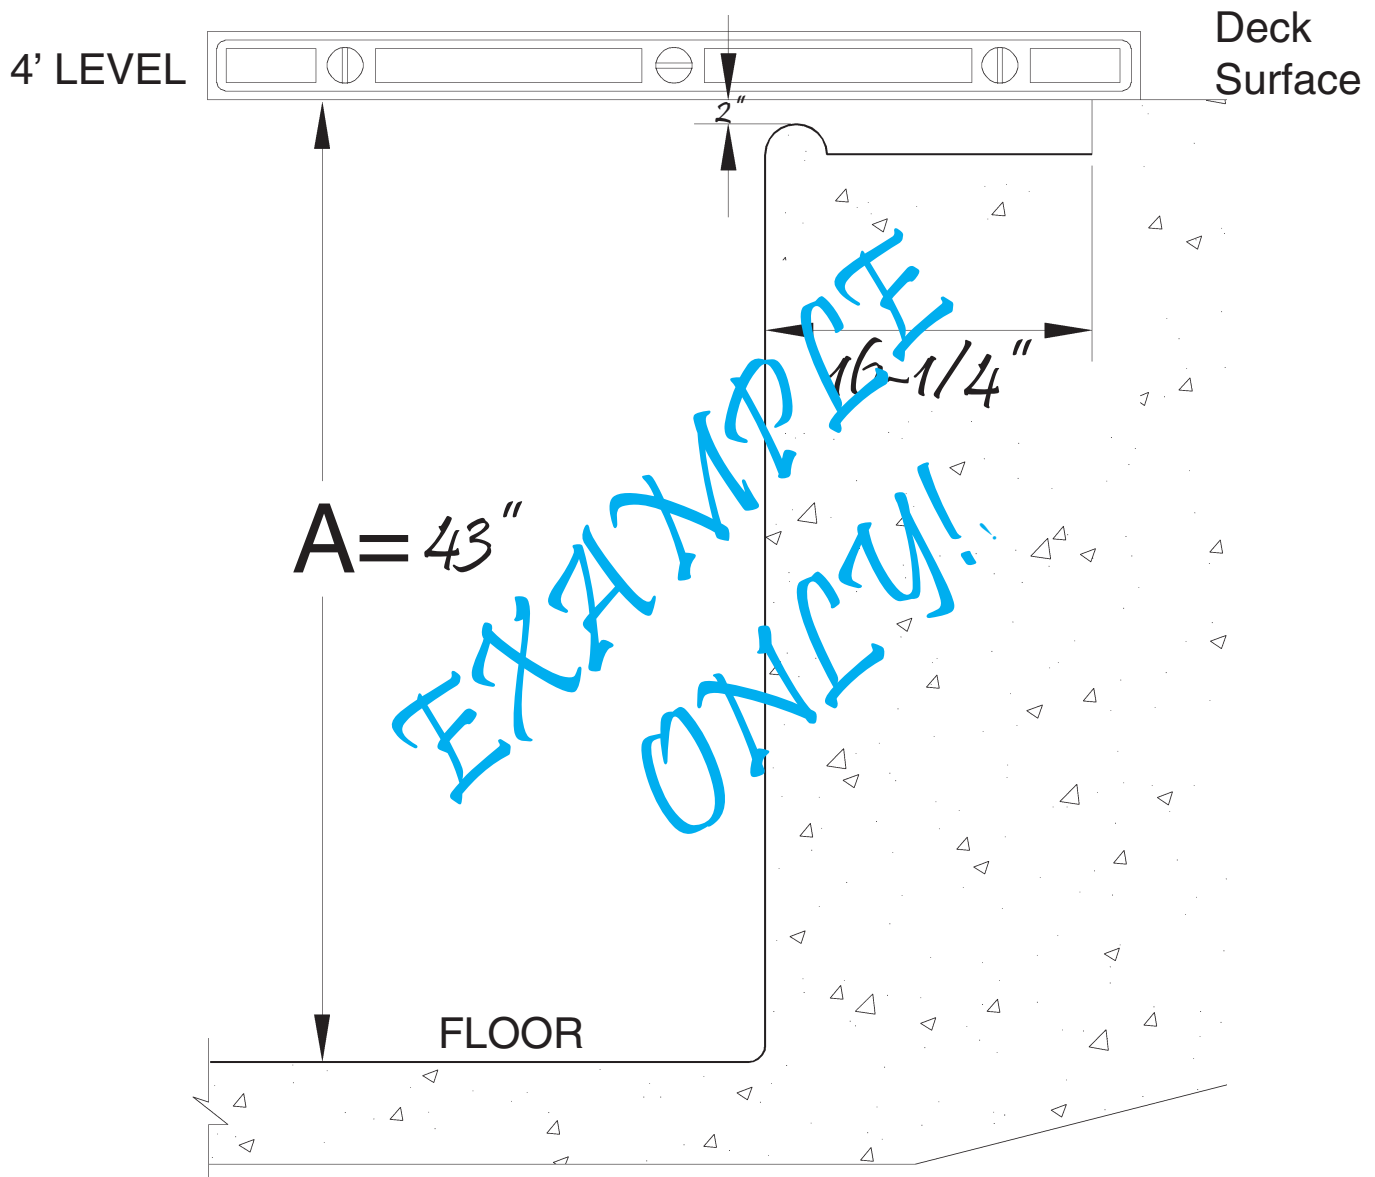 Deck
Surface
4’ LEVEL
2"
16-1/4"
A= 43"
EXAMPLE
ONLY!
FLOOR